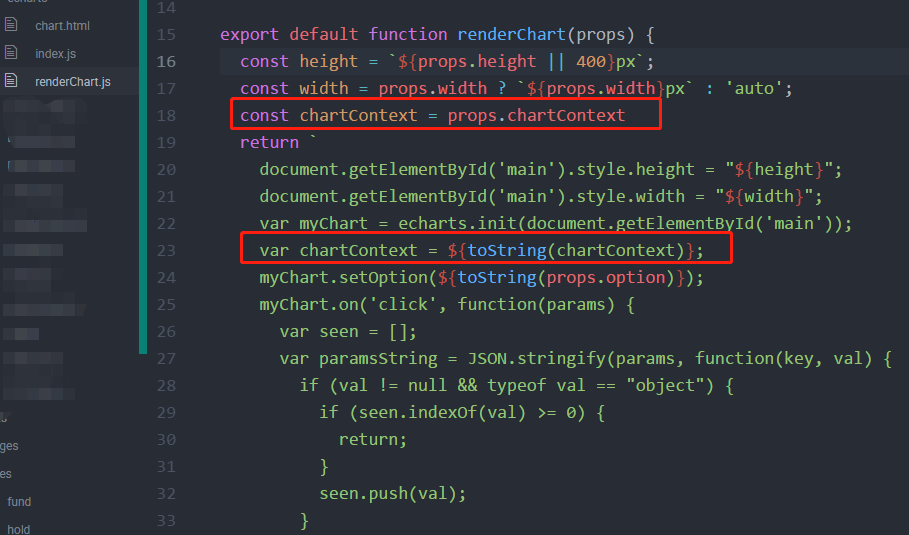 chart.html
index.js
renderChart.js
ges
es
fund
hold
14
15 export default function renderChart(props) {
16 const height = `${props.height || 400}px`;
17 const width = props.width ? `${props.width}px` : 'auto';
18 const chartContext = props.chartContext
19 return `
20 document.getElementById('main').style.height = "${height}";
21 document.getElementById('main').style.width = "${width}";
22 var myChart = echarts.init(document.getElementById('main'));
23 var chartContext = ${toString(chartContext)};
24 myChart.setOption(${toString(props.option)});
25 myChart.on('click', function(params) {
26 var seen = [];
27 var paramsString = JSON.stringify(params, function(key, val) {
28 if (val != null && typeof val == "object") {
29 if (seen.indexOf(val) >= 0) {
30 return;
31 }
32 seen.push(val);
33 }